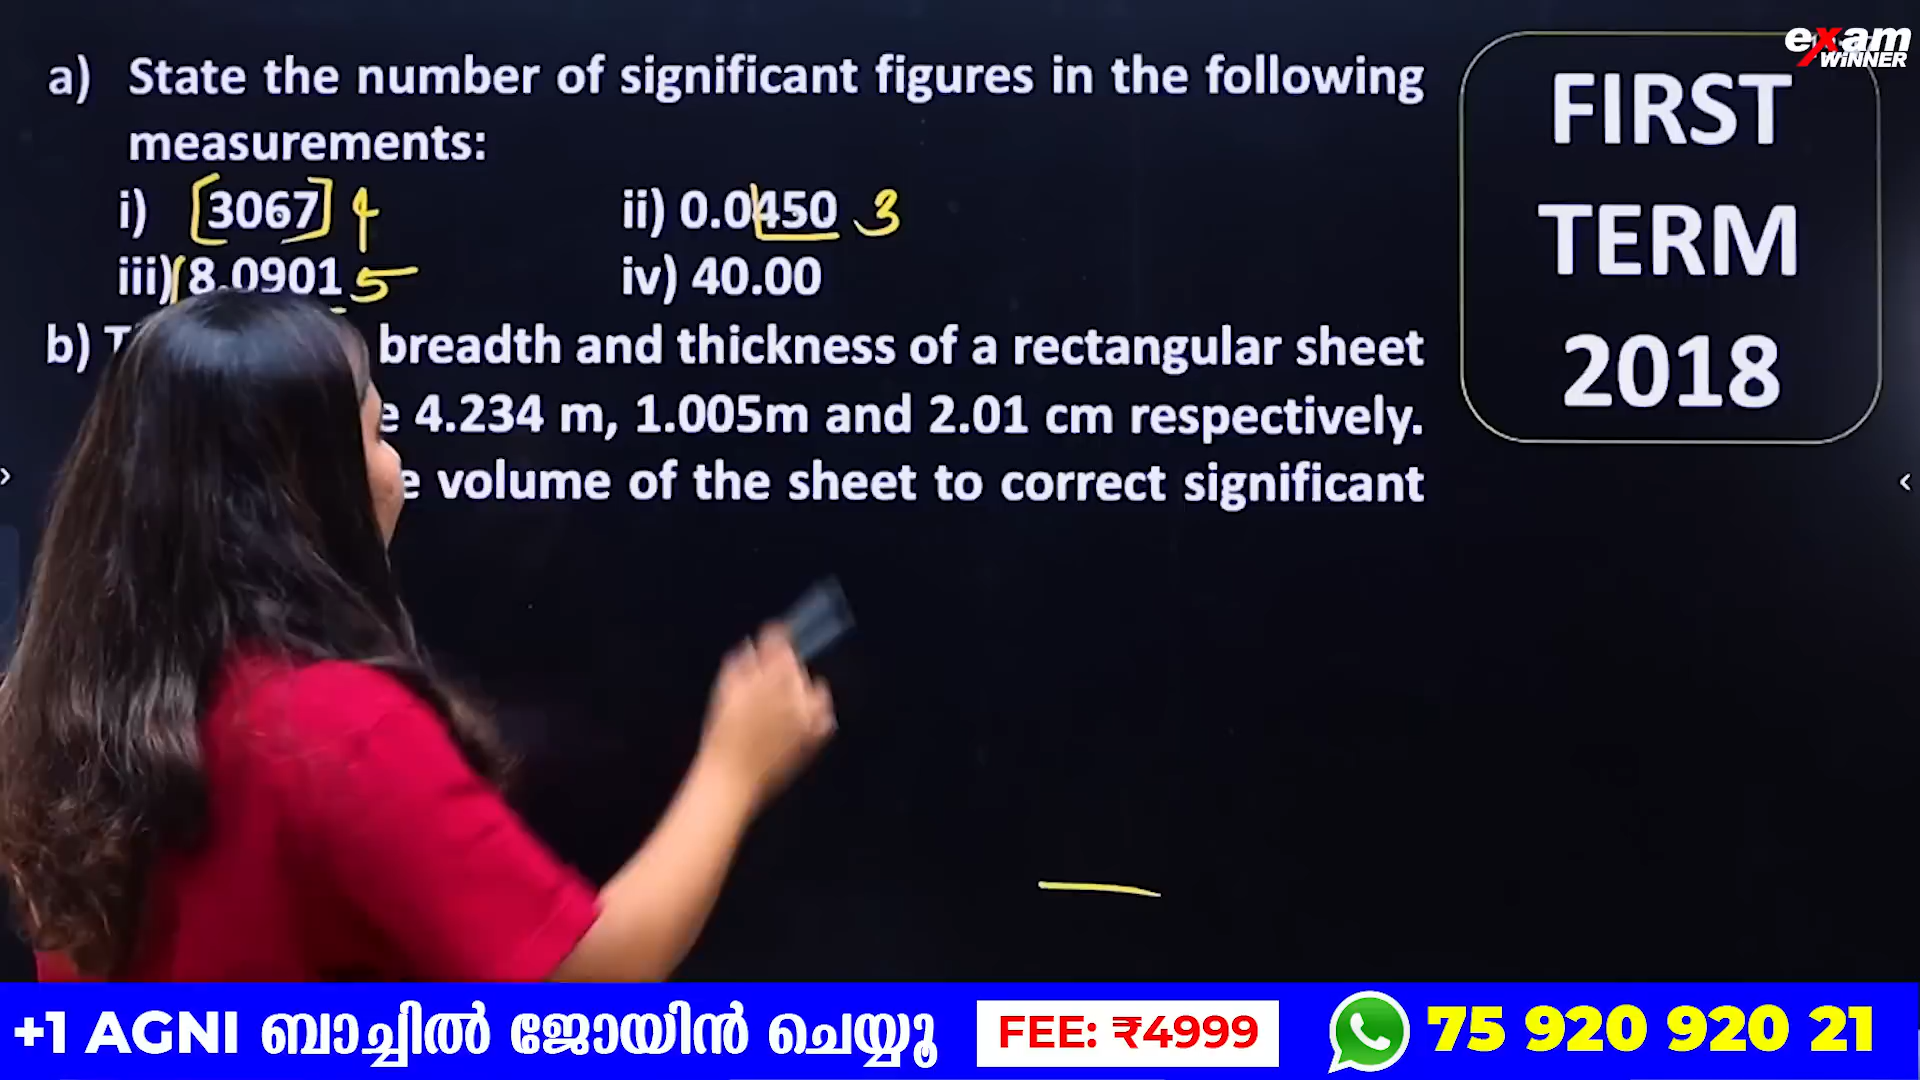 exam
WINNER
a) State the number of significant figures in the following
measurements:
i) [3067] 4 ii) 0.0450 3
iii) 8.0901 5 iv) 40.00
b) breadth and thickness of a rectangular sheet
4.234 m, 1.005m and 2.01 cm respectively.
volume of the sheet to correct significant
FIRST
TERM
2018
+1 AGNI ബാച്ചിൽ ജോയിൻ ചെയ്യൂ FEE: ₹4999 75 920 920 21